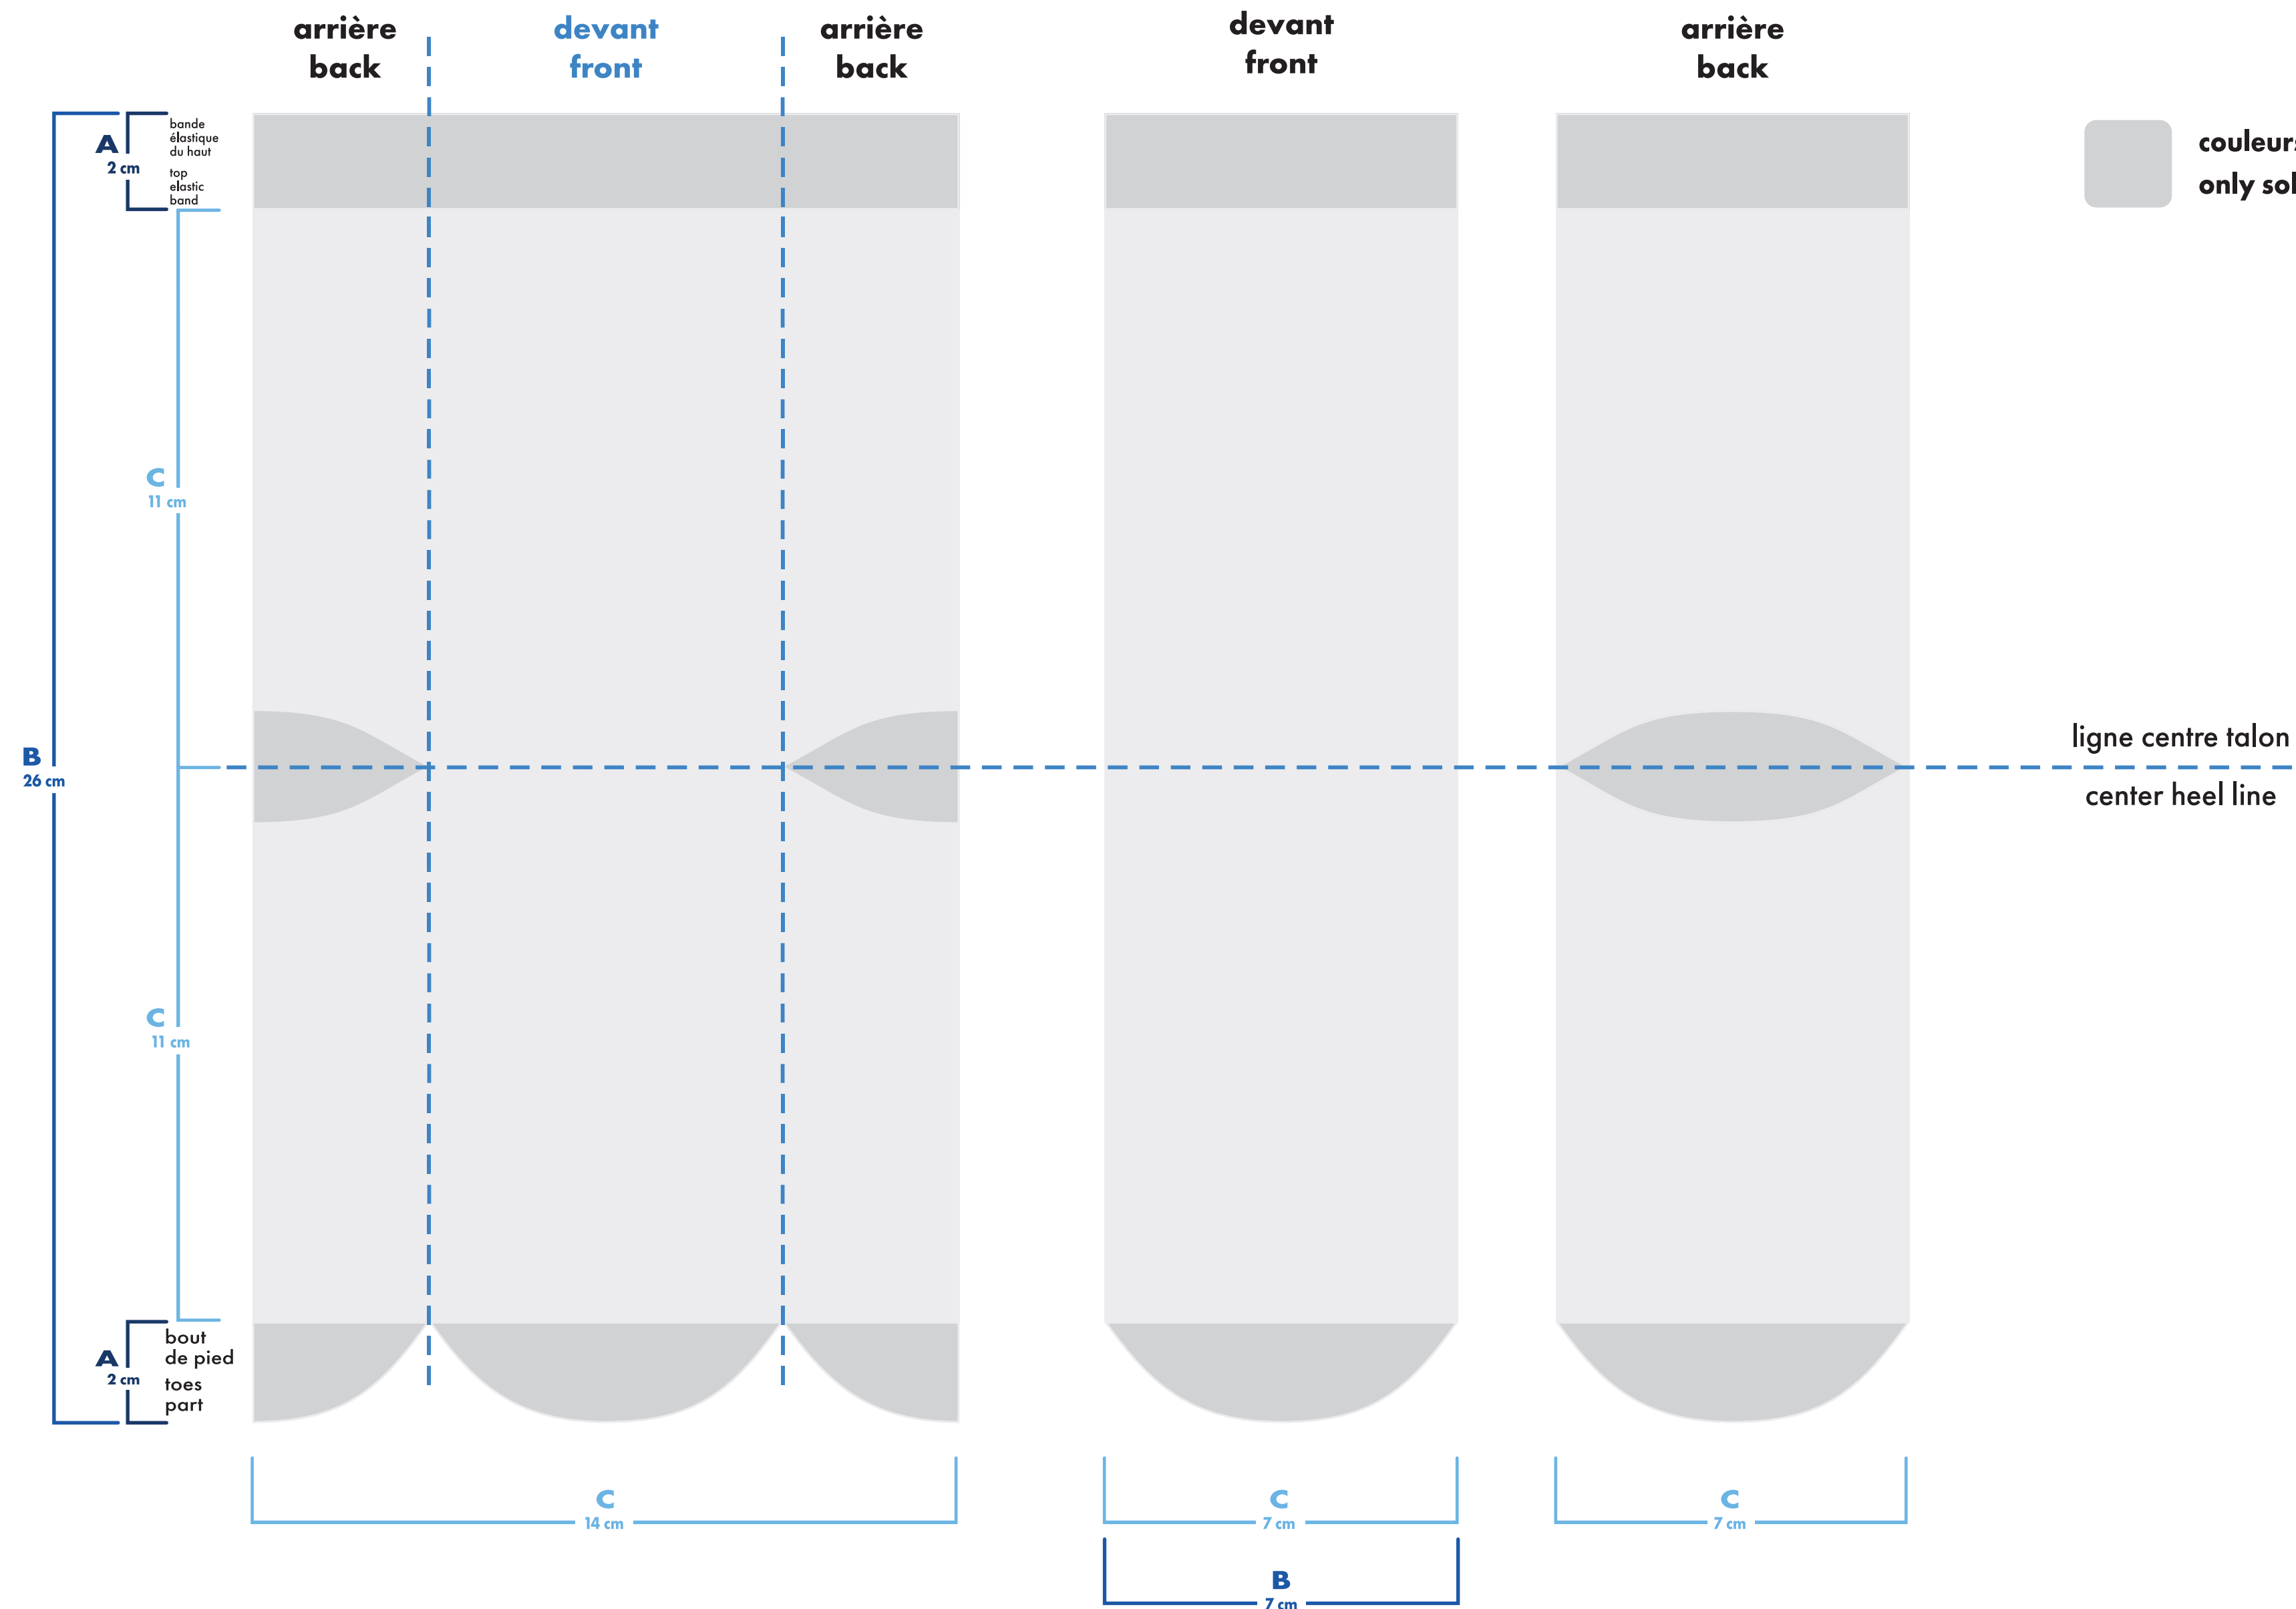 arrière
back
devant
front
arrière
back
devant
front
arrière
back
A
2 cm
bande
élastique
du haut
top
elastic
band
couleurs
only sol
C
11 cm
B
26 cm
ligne centre talon
center heel line
C
11 cm
A
2 cm
bout
de pied
toes
part
C
14 cm
C
7 cm
C
7 cm
B
7 cm